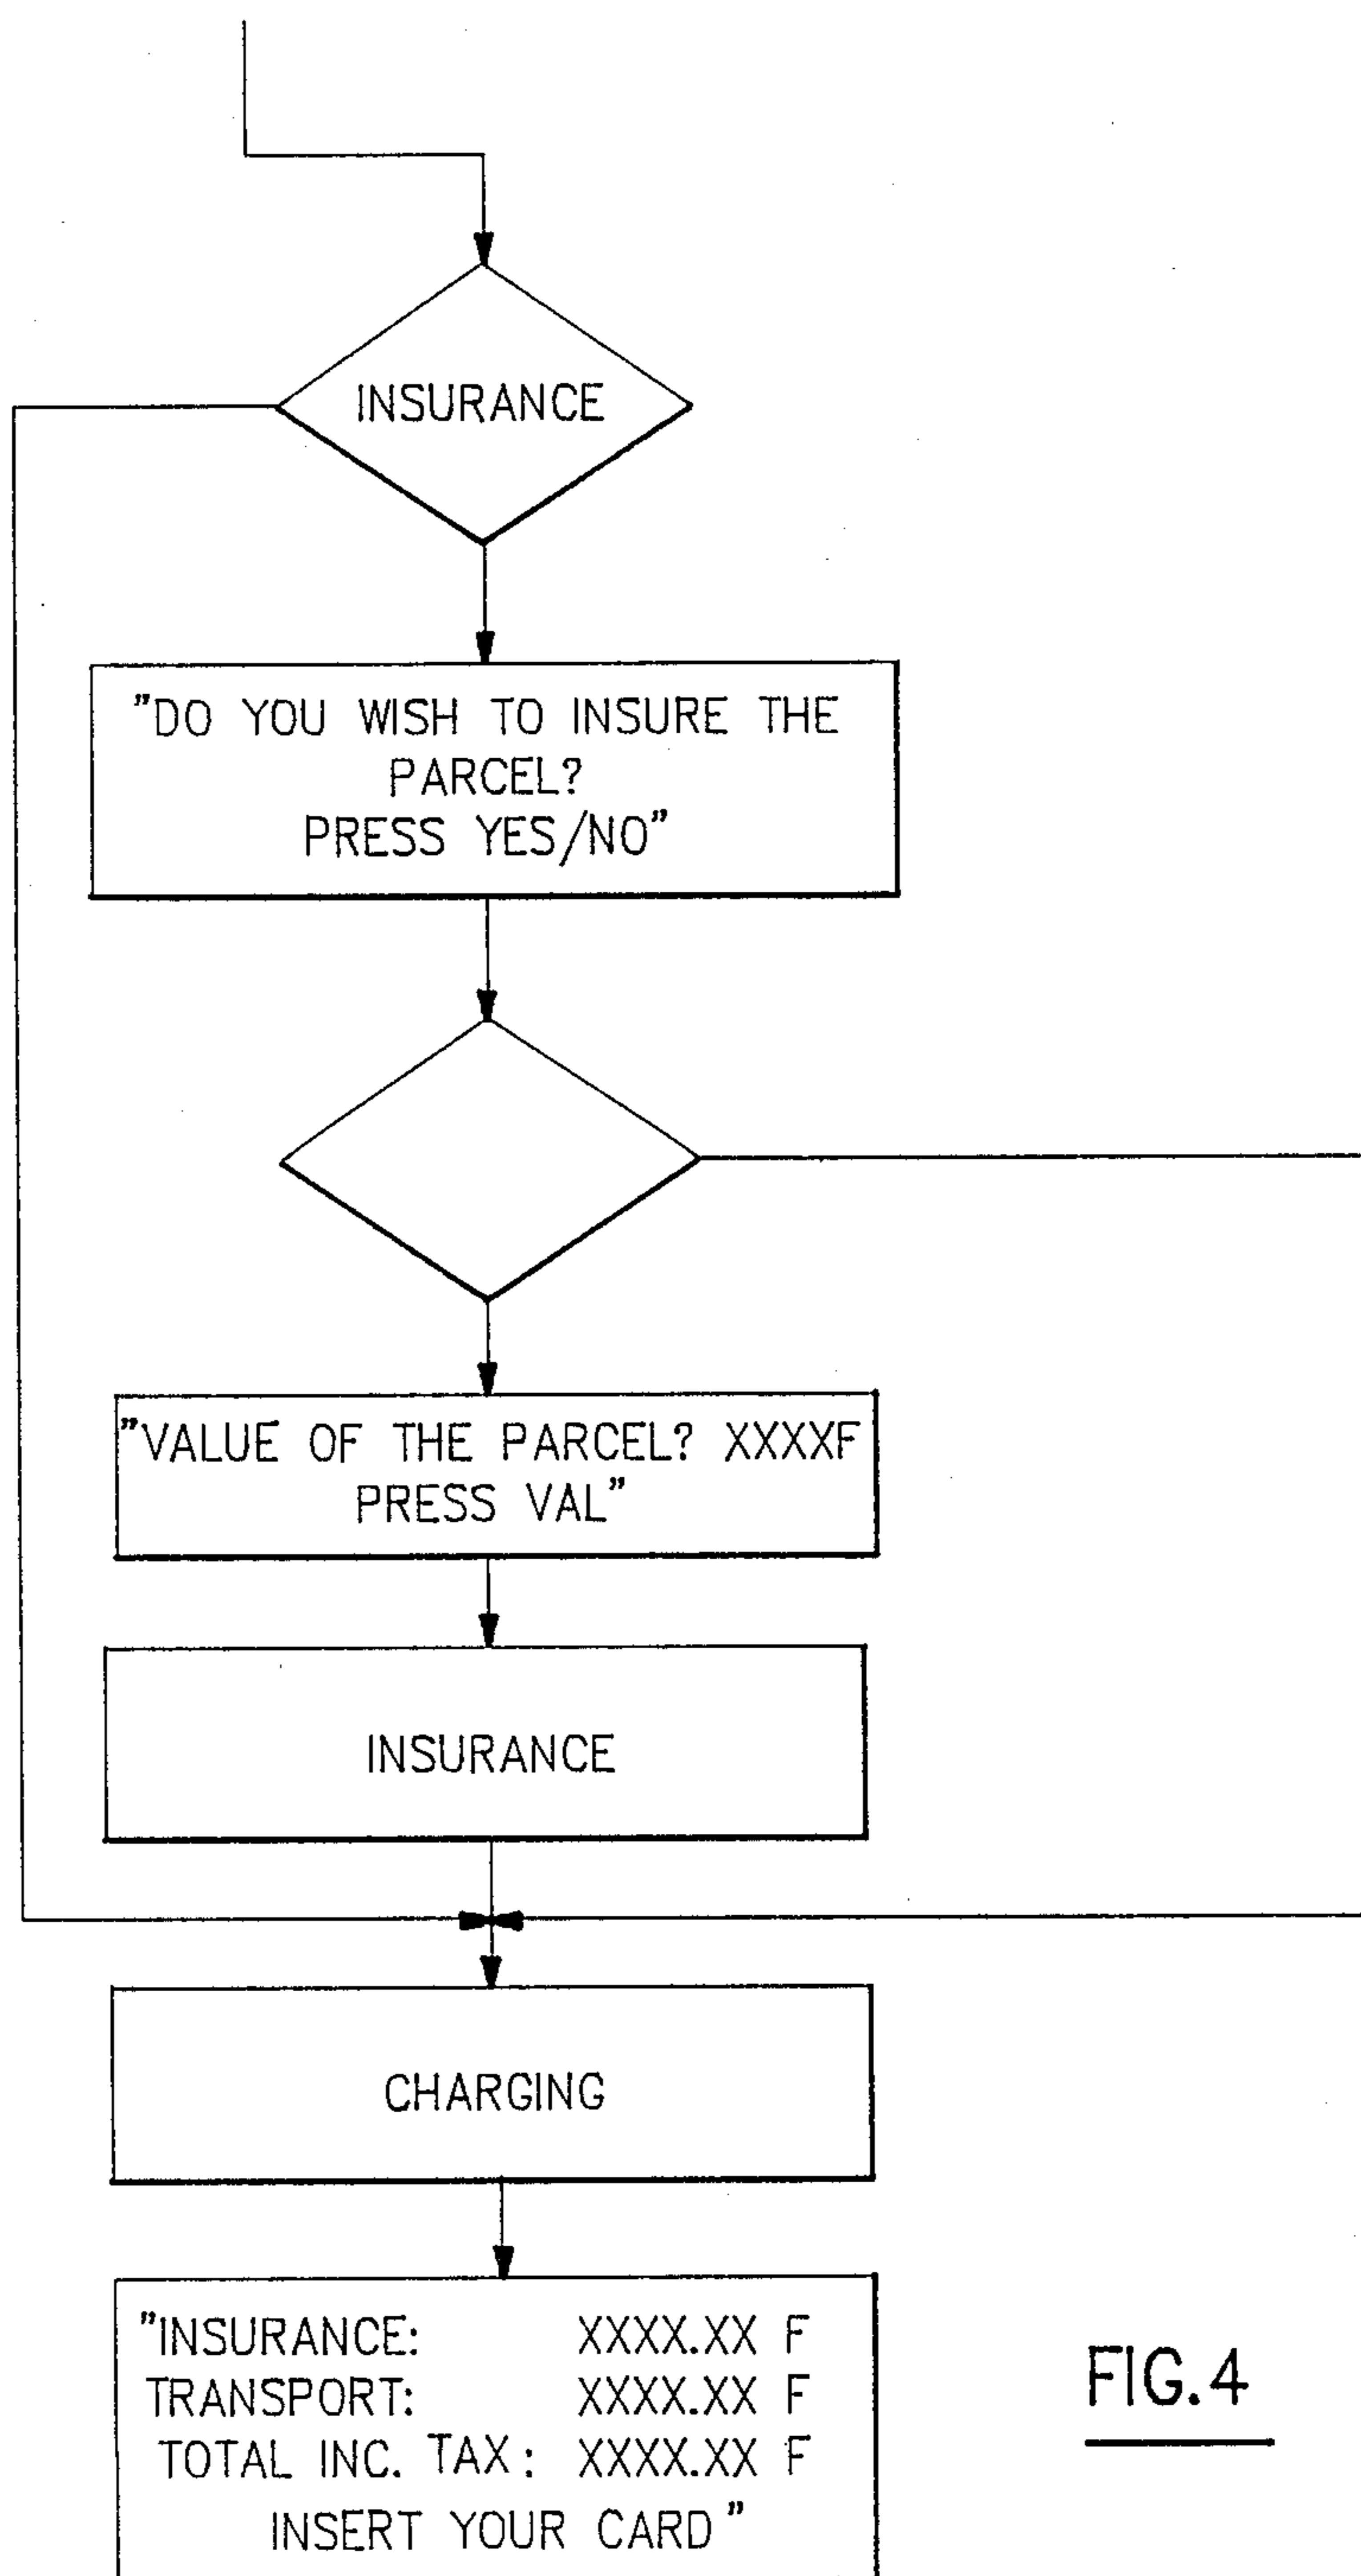 INSURANCE
"DO YOU WISH TO INSURE THE
PARCEL?
PRESS YES/NO"
"VALUE OF THE PARCEL? XXXXF
PRESS VAL"
INSURANCE
CHARGING
"INSURANCE: XXXX.XX F
TRANSPORT: XXXX.XX F
TOTAL INC. TAX: XXXX.XX F
INSERT YOUR CARD"
FIG.4